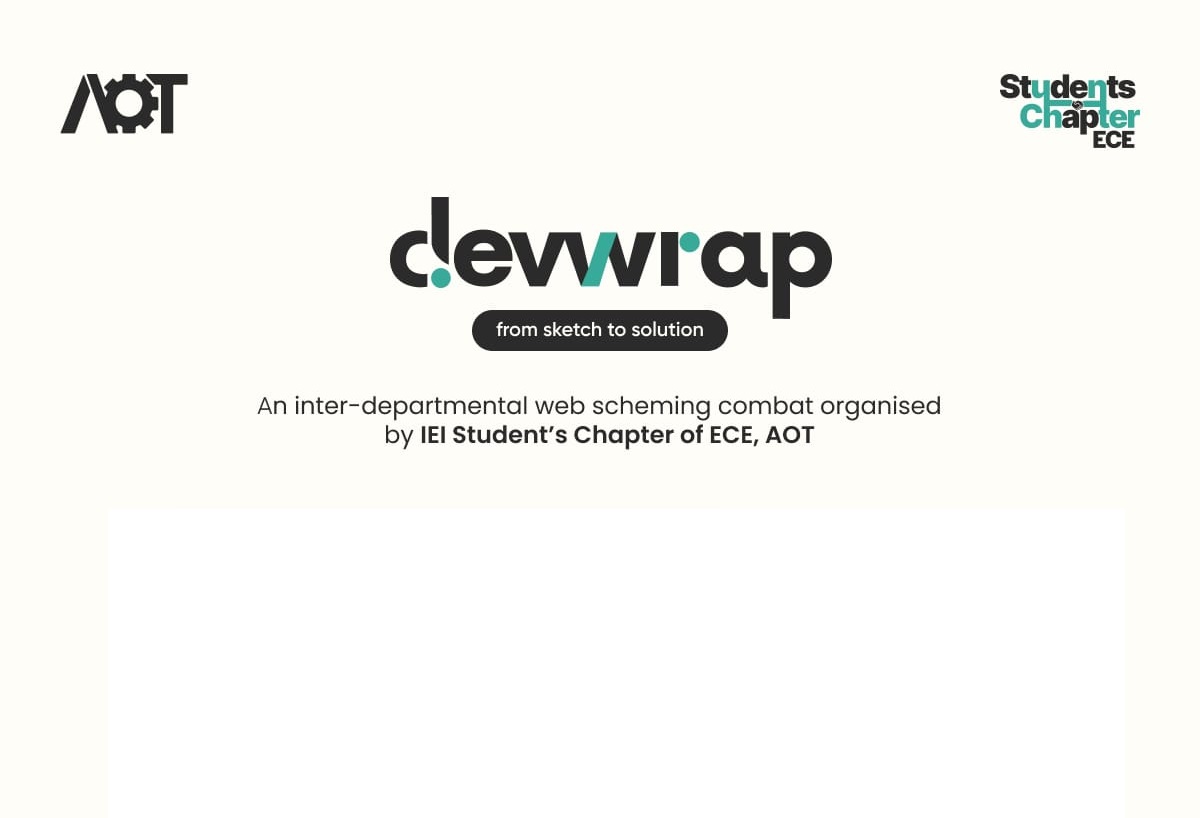 AOT
Students
Chapter
ECE
devwrap
from sketch to solution
An inter-departmental web scheming combat organised
by IEI Student’s Chapter of ECE, AOT